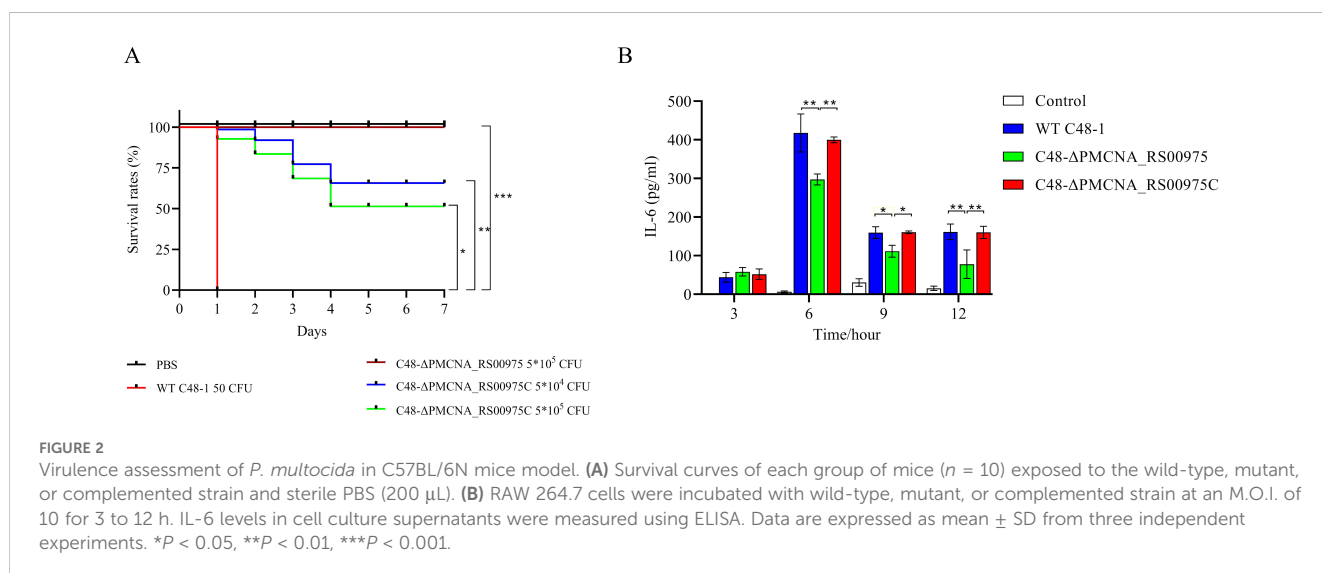 A
B
Survival rates (%)
100
75
50
25
0
0 1 2 3 4 5 6 7
Days
*
**
***
PBS
WT C48-1 50 CFU
C48-ΔPMCNA_RS00975 5*10⁵ CFU
C48-ΔPMCNA_RS00975C 5*10⁴ CFU
C48-ΔPMCNA_RS00975C 5*10⁵ CFU
IL-6 (pg/ml)
500
400
300
200
100
0
** **
* *
** **
3 6 9 12
Time/hour
Control
WT C48-1
C48-ΔPMCNA_RS00975
C48-ΔPMCNA_RS00975C
FIGURE 2
Virulence assessment of P. multocida in C57BL/6N mice model. (A) Survival curves of each group of mice (n = 10) exposed to the wild-type, mutant,
or complemented strain and sterile PBS (200 μL). (B) RAW 264.7 cells were incubated with wild-type, mutant, or complemented strain at an M.O.I. of
10 for 3 to 12 h. IL-6 levels in cell culture supernatants were measured using ELISA. Data are expressed as mean ± SD from three independent
experiments. *P < 0.05, **P < 0.01, ***P < 0.001.